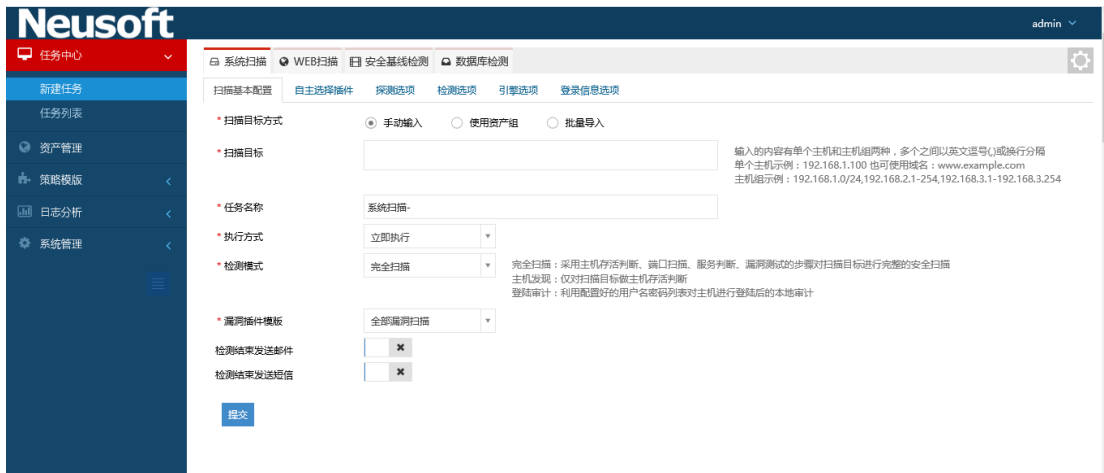 Neusoft
admin
任务中心
新建任务
任务列表
资产管理
策略模版
日志分析
系统管理
系统扫描 WEB扫描 安全基线检测 数据库检测
扫描基本配置 自主选择插件 探测选项 检测选项 引擎选项 登录信息选项
* 扫描目标方式 手动输入 使用资产组 批量导入
* 扫描目标
输入的内容有单个主机和主机组两种，多个之间以英文逗号(,)或换行分隔
单个主机示例：192.168.1.100 也可使用域名：www.example.com
主机组示例：192.168.1.0/24,192.168.2.1-254,192.168.3.1-192.168.3.254
* 任务名称 系统扫描-
* 执行方式 立即执行
* 检测模式 完全扫描
完全扫描：采用主机存活判断、端口扫描、服务判断、漏洞测试的步骤对扫描目标进行完整的安全扫描
主机发现：仅对扫描目标做主机存活判断
登陆审计：利用配置好的用户名密码列表对主机进行登陆后的本地审计
* 漏洞插件模版 全部漏洞扫描
检测结束发送邮件
检测结束发送短信
提交